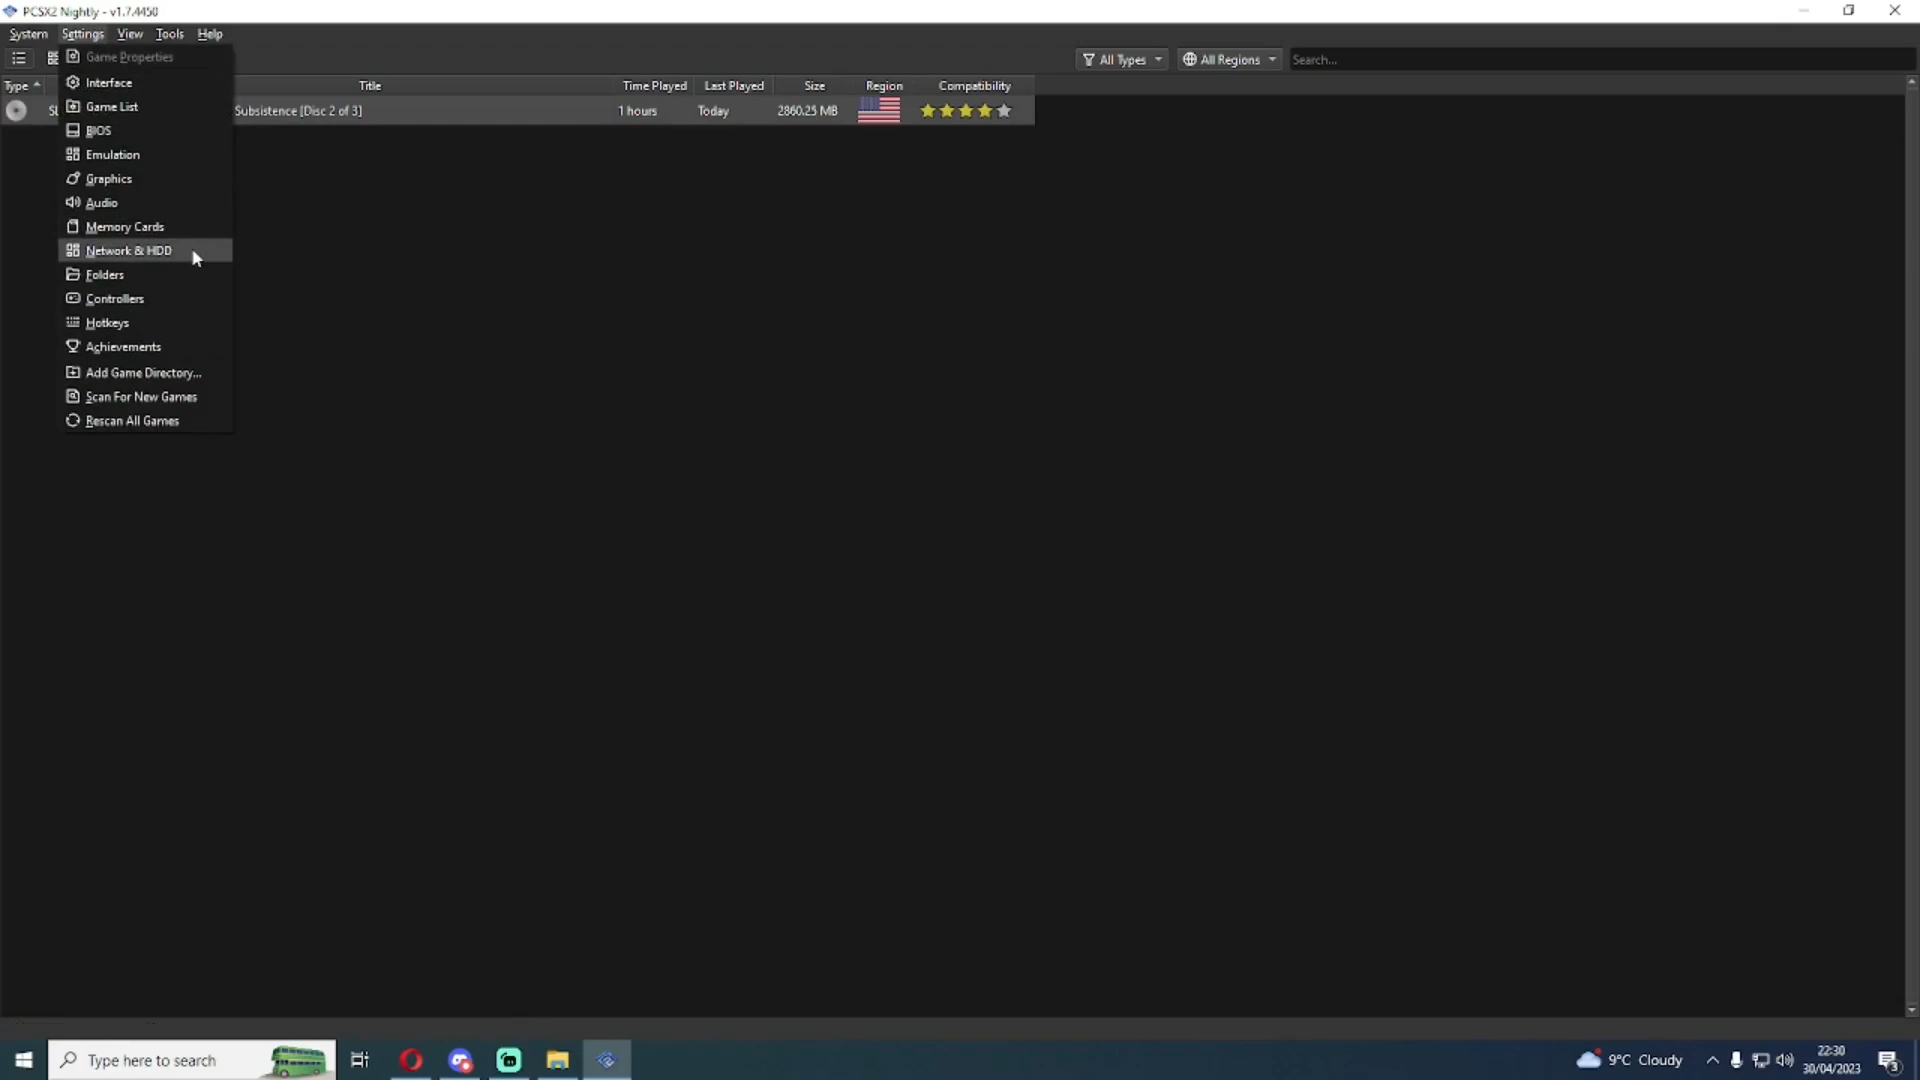 PCSX2 Nightly - v1.7.4450
System Settings View Tools Help
Game Properties
All Types All Regions Search...
Interface
Type Title Time Played Last Played Size Region Compatibility
Game List
Subsistence [Disc 2 of 3] 1 hours Today 2860.25 MB
BIOS
Emulation
Graphics
Audio
Memory Cards
Network & HDD
Folders
Controllers
Hotkeys
Achievements
Add Game Directory...
Scan For New Games
Rescan All Games
Type here to search 9°C Cloudy 22:30
30/04/2023 3